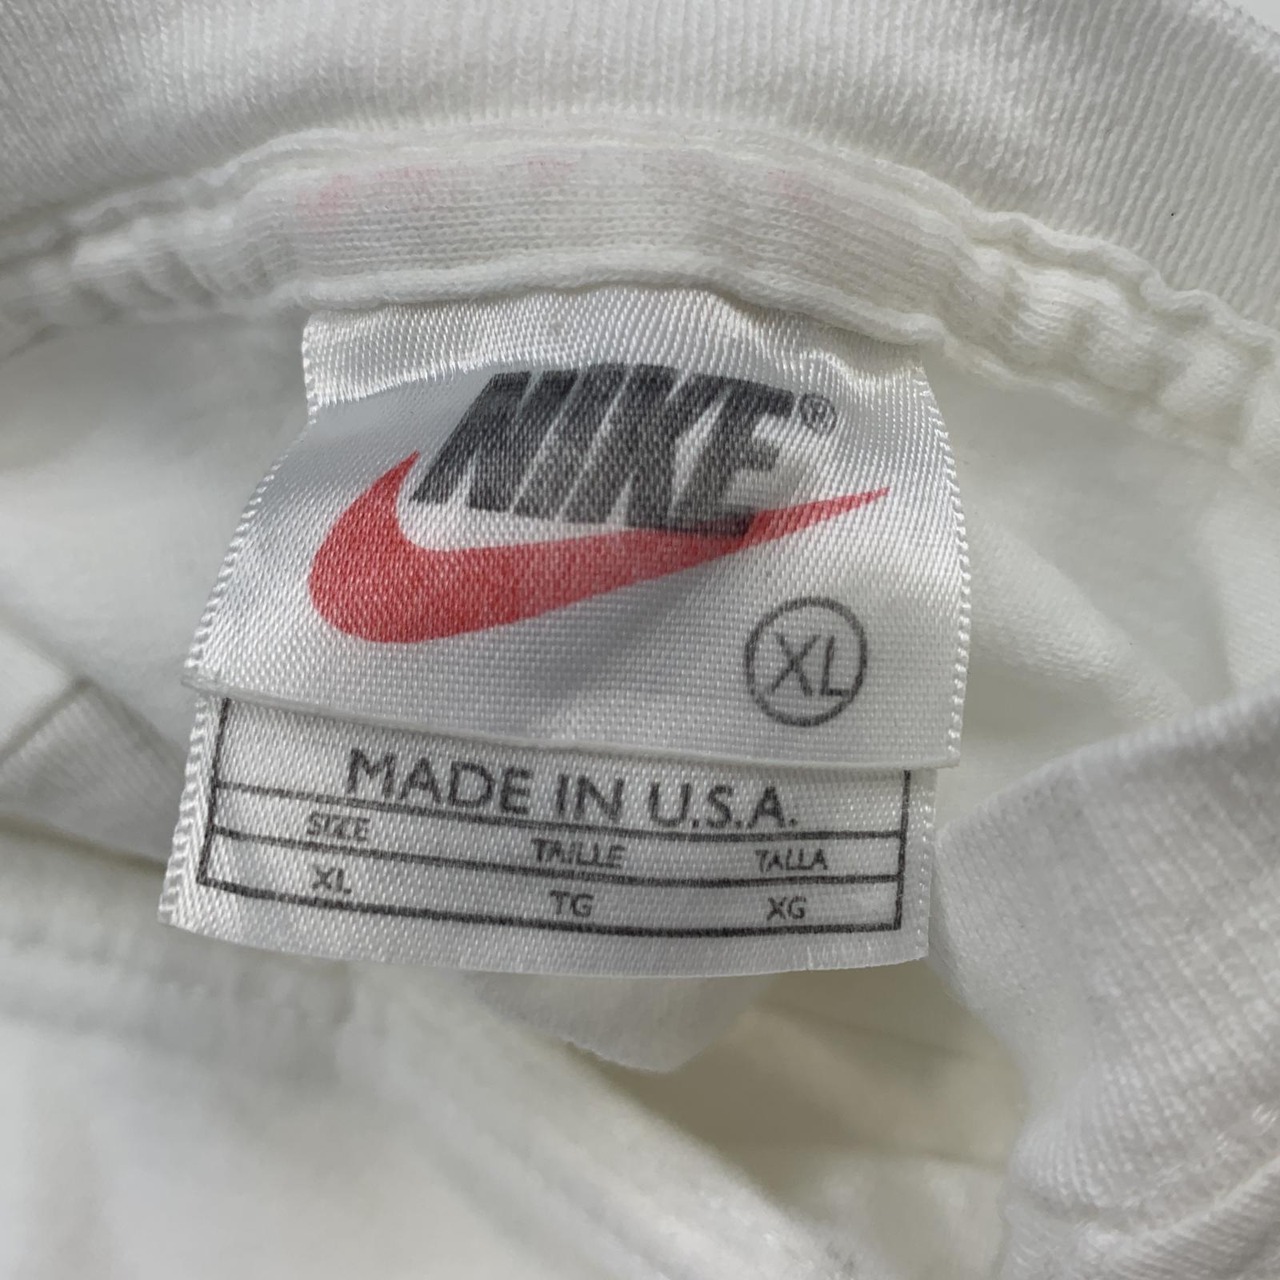 NIKE®
XL
MADE IN U.S.A.
SIZE TAILLE TALLA
XL TG XG